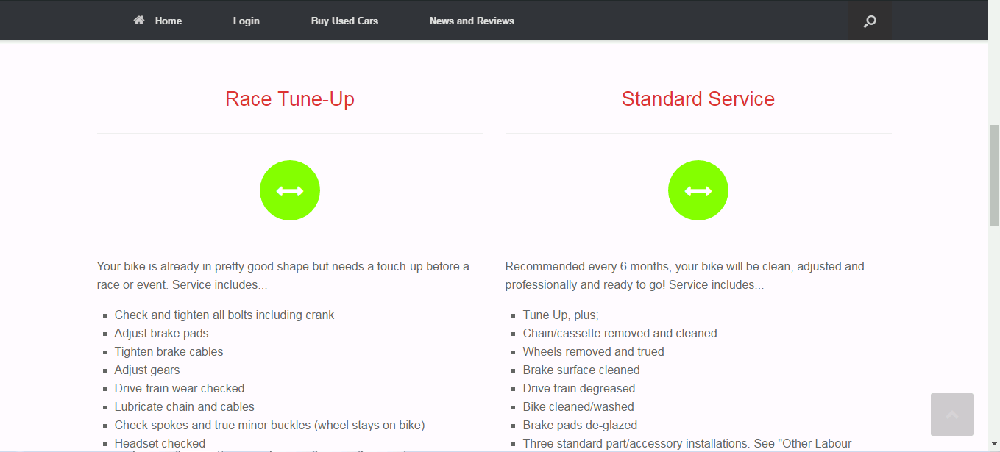 Home Login Buy Used Cars News and Reviews
Race Tune-Up
Your bike is already in pretty good shape but needs a touch-up before a
race or event. Service includes...
Check and tighten all bolts including crank
Adjust brake pads
Tighten brake cables
Adjust gears
Drive-train wear checked
Lubricate chain and cables
Check spokes and true minor buckles (wheel stays on bike)
Headset checked
Standard Service
Recommended every 6 months, your bike will be clean, adjusted and
professionally and ready to go! Service includes...
Tune Up, plus;
Chain/cassette removed and cleaned
Wheels removed and trued
Brake surface cleaned
Drive train degreased
Bike cleaned/washed
Brake pads de-glazed
Three standard part/accessory installations. See "Other Labour